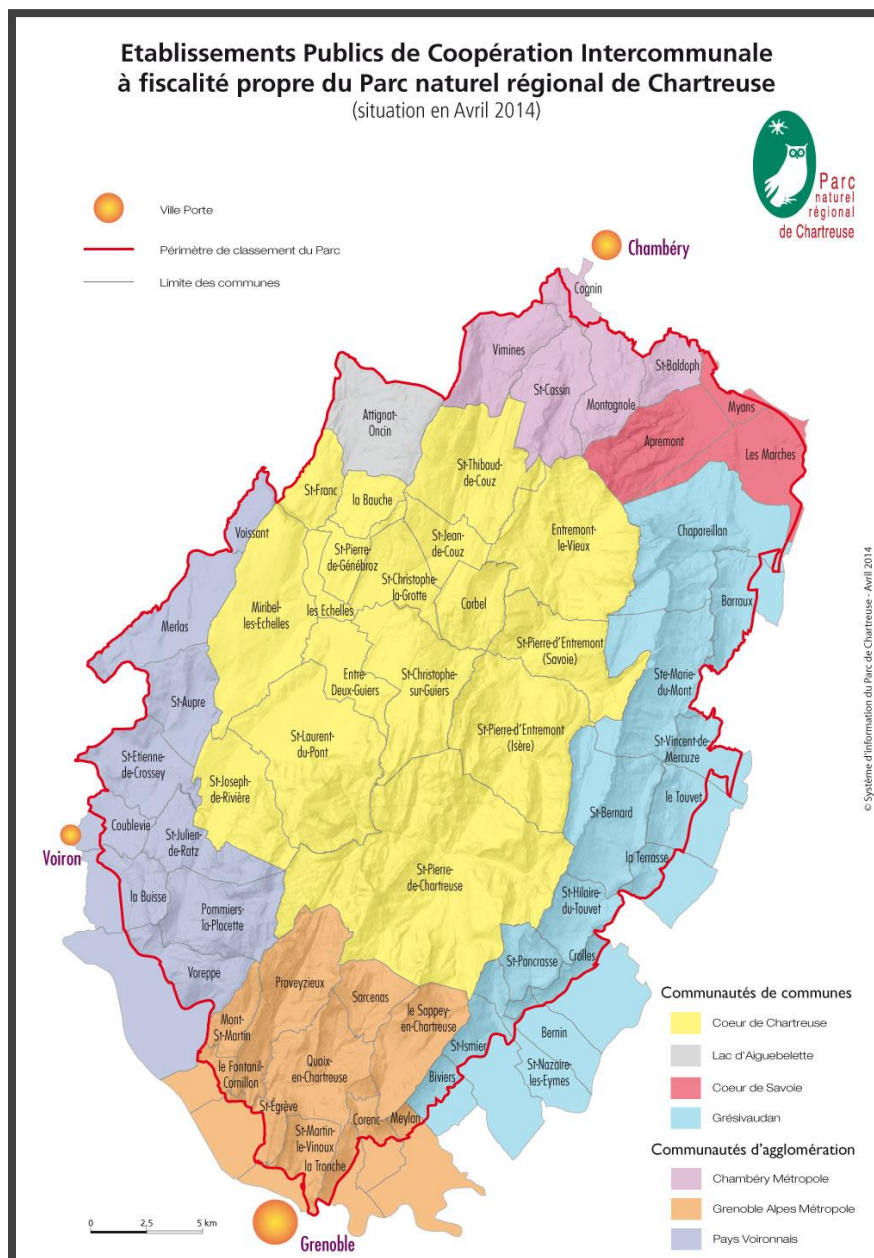 Etablissements Publics de Coopération Intercommunale
à fiscalité propre du Parc naturel régional de Chartreuse
(situation en Avril 2014)
Parc
naturel
régional
de Chartreuse
Ville Porte
Périmètre de classement du Parc
Limite des communes
Chambéry
Cognin
Vimines
St-Cassin
Montagnole
St-Baldoph
Myans
Apremont
Les Marches
Attignat-
Oncin
St-Thibaud-
de-Couz
St-Franc
la Bauche
Chapareillan
Entremont-
le-Vieux
Voissant
St-Jean-
de-Couz
St-Pierre-
de-Génébroz
St-Christophe-
la-Grotte
Barraux
Corbel
Miribel-
les-Echelles
les Echelles
Merlas
St-Pierre-d'Entremont
(Savoie)
Entre-
Deux-Guiers
St-Christophe-
sur-Guiers
Ste-Marie-
du-Mont
St-Aupre
St-Laurent-
du-Pont
St-Pierre-d'Entremont
(Isère)
St-Vincent-de-
Mercuze
St-Etienne-
de-Crossey
St-Joseph-
de-Rivière
le Touvet
St-Bernard
Coublevie
St-Julien-
de-Ratz
Voiron
la Terrasse
St-Pierre-
de-Chartreuse
la Buisse
Pommiers-
la-Placette
St-Hilaire-
du-Touvet
St-Pancrasse
Crolles
Voreppe
Proveyzieux
Sarcenas
le Sappey-
en-Chartreuse
Mont-
St-Martin
Bernin
St-Ismier
le Fontanil-
Cornillon
Quaix-
en-Chartreuse
Biviers
St-Nazaire-
les-Eymes
St-Égrève
Corenc
Meylan
St-Martin-
le-Vinoux
la Tronche
Grenoble
0 2,5 5 km
Communautés de communes
Coeur de Chartreuse
Lac d'Aiguebelette
Coeur de Savoie
Grésivaudan
Communautés d'agglomération
Chambéry Métropole
Grenoble Alpes Métropole
Pays Voironnais
© Système d'information du Parc de Chartreuse - Avril 2014